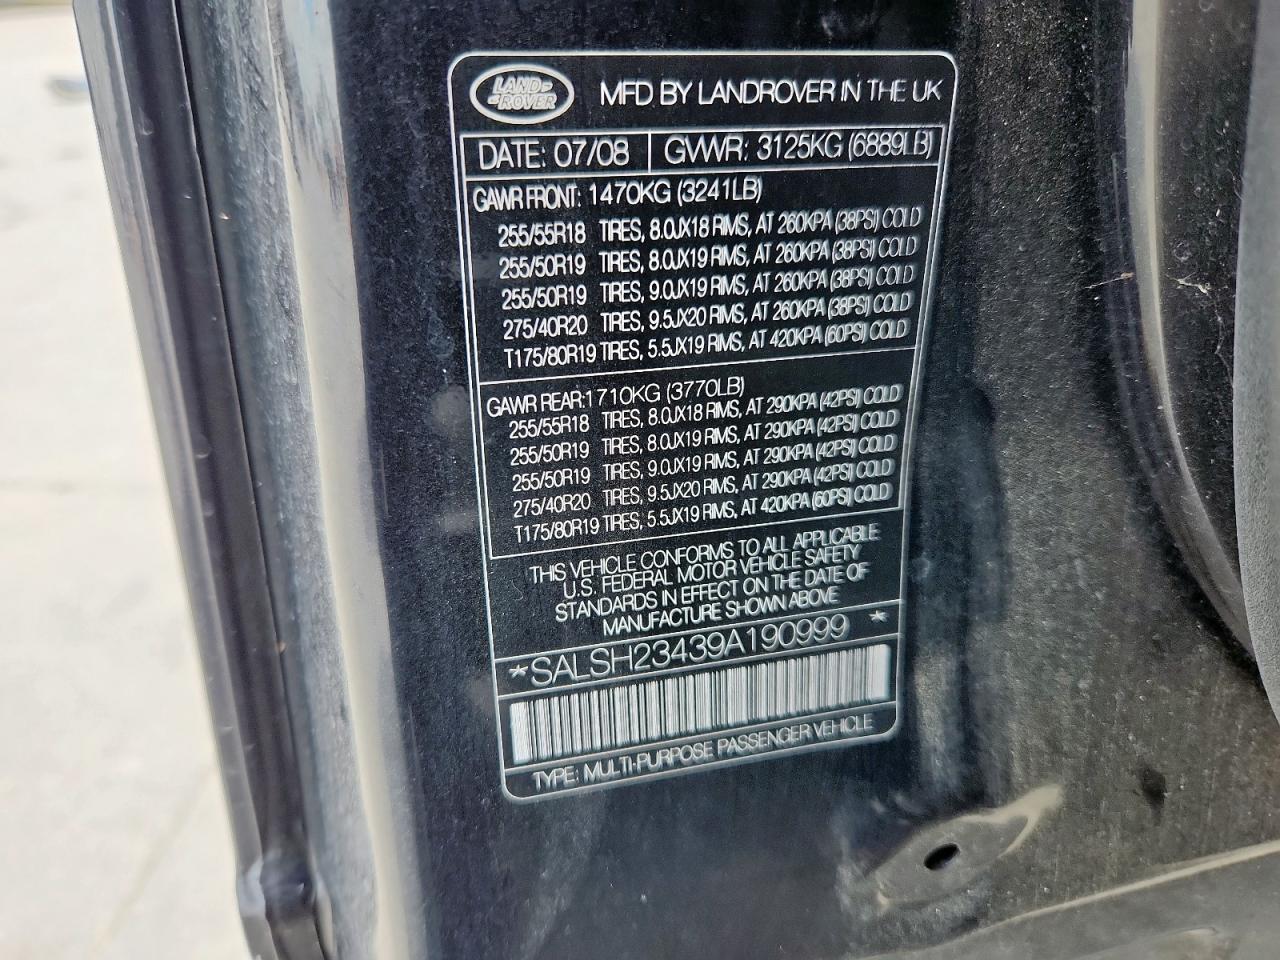 LAND ROVER
MFD BY LANDROVER IN THE UK
DATE: 07/08 GVWR: 3125KG (6889LB)
GAWR FRONT: 1470KG (3241LB)
255/55R18 TIRES, 8.0JX18 RIMS, AT 260KPA (38PSI) COLD
255/50R19 TIRES, 8.0JX19 RIMS, AT 260KPA (38PSI) COLD
255/50R19 TIRES, 9.0JX19 RIMS, AT 260KPA (38PSI) COLD
275/40R20 TIRES, 9.5JX20 RIMS, AT 260KPA (38PSI) COLD
T175/80R19 TIRES, 5.5JX19 RIMS, AT 420KPA (60PSI) COLD
GAWR REAR: 1710KG (3770LB)
255/55R18 TIRES, 8.0JX18 RIMS, AT 290KPA (42PSI) COLD
255/50R19 TIRES, 8.0JX19 RIMS, AT 290KPA (42PSI) COLD
255/50R19 TIRES, 9.0JX19 RIMS, AT 290KPA (42PSI) COLD
275/40R20 TIRES, 9.5JX20 RIMS, AT 290KPA (42PSI) COLD
T175/80R19 TIRES, 5.5JX19 RIMS, AT 420KPA (60PSI) COLD
THIS VEHICLE CONFORMS TO ALL APPLICABLE
U.S. FEDERAL MOTOR VEHICLE SAFETY
STANDARDS IN EFFECT ON THE DATE OF
MANUFACTURE SHOWN ABOVE
*SALSH23439A190999 *
TYPE: MULTI-PURPOSE PASSENGER VEHICLE